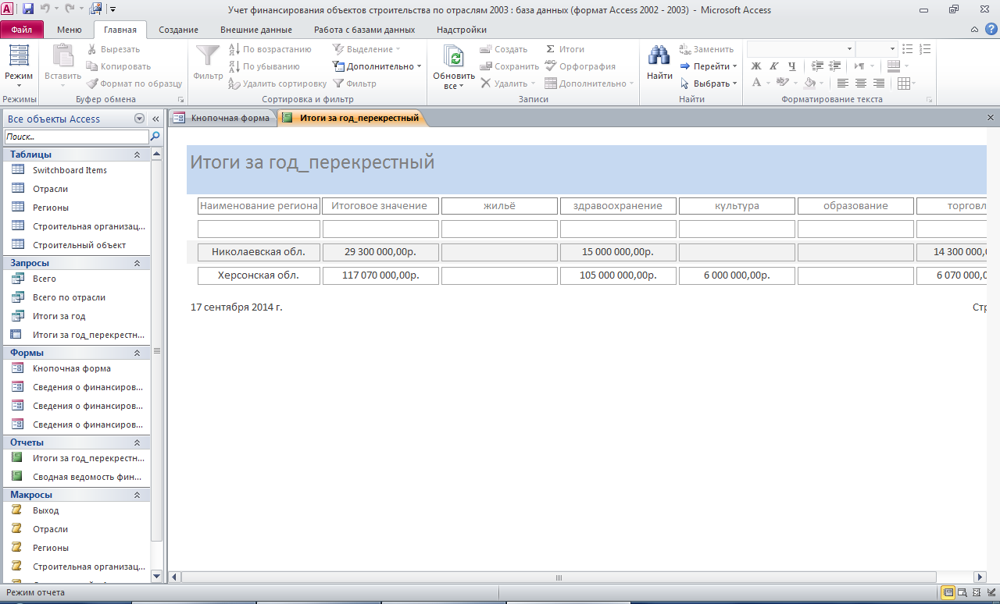 Учет финансирования объектов строительства по отраслям 2003 : база данных (формат Access 2002 - 2003) - Microsoft Access
Файл Меню Главная Создание Внешние данные Работа с базами данных Надстройки
Режим
Режимы
Вставить
Вырезать
Копировать
Формат по образцу
Буфер обмена
Фильтр
По возрастанию
По убыванию
Удалить сортировку
Выделение
Дополнительно
Фильтр
Сортировка и фильтр
Обновить
все
Создать
Сохранить
Удалить
Итоги
Орфография
Дополнительно
Записи
Найти
Заменить
Перейти
Выбрать
Найти
Ж К Ч
А
Форматирование текста
Все объекты Access
Поиск...
Таблицы
Switchboard Items
Отрасли
Регионы
Строительная организац...
Строительный объект
Запросы
Всего
Всего по отрасли
Итоги за год
Итоги за год_перекрестн...
Формы
Кнопочная форма
Сведения о финансиров...
Сведения о финансиров...
Сведения о финансиров...
Отчеты
Итоги за год_перекрестн...
Сводная ведомость фин...
Макросы
Выход
Отрасли
Регионы
Строительная организац...
Кнопочная форма Итоги за год_перекрестный
Итоги за год_перекрестный
Наименование региона Итоговое значение жильё здравоохранение культура образование торговл
Николаевская обл. 29 300 000,00р. 15 000 000,00р. 14 300 000,0
Херсонская обл. 117 070 000,00р. 105 000 000,00р. 6 000 000,00р. 6 070 000,0
17 сентября 2014 г. Стр
Режим отчета